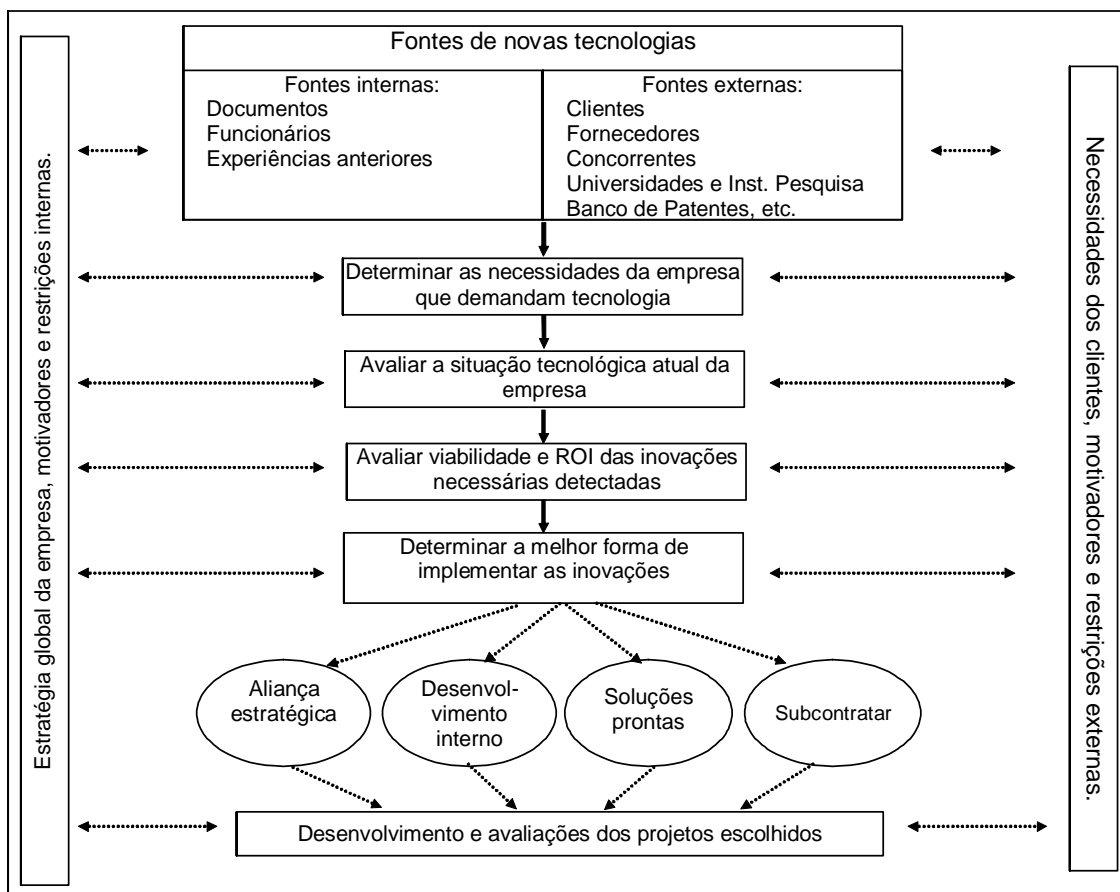 Fontes de novas tecnologias
Fontes internas:
Documentos
Funcionários
Experiências anteriores
Fontes externas:
Clientes
Fornecedores
Concorrentes
Universidades e Inst. Pesquisa
Banco de Patentes, etc.
Estratégia global da empresa, motivadores e restrições internas.
Necessidades dos clientes, motivadores e restrições externas.
Determinar as necessidades da empresa
que demandam tecnologia
Avaliar a situação tecnológica atual da
empresa
Avaliar viabilidade e ROI das inovações
necessárias detectadas
Determinar a melhor forma de
implementar as inovações
Aliança
estratégica
Desenvol-
vimento
interno
Soluções
prontas
Subcontratar
Desenvolvimento e avaliações dos projetos escolhidos